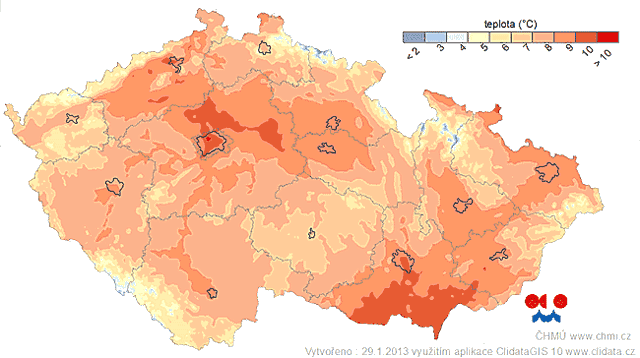 teplota (°C)
< 2 3 4 5 6 7 8 9 10 > 10
ČHMÚ www.chmi.cz
Vytvořeno : 29.1.2013 využitím aplikace ClidataGIS 10 www.clidata.cz